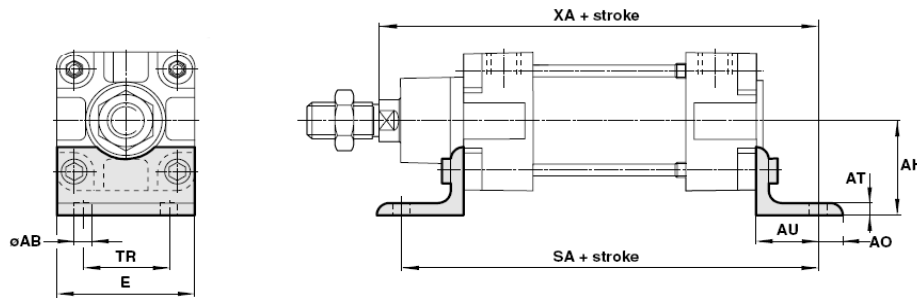 XA + stroke
AH
AT
AU
AO
øAB
TR
E
SA + stroke